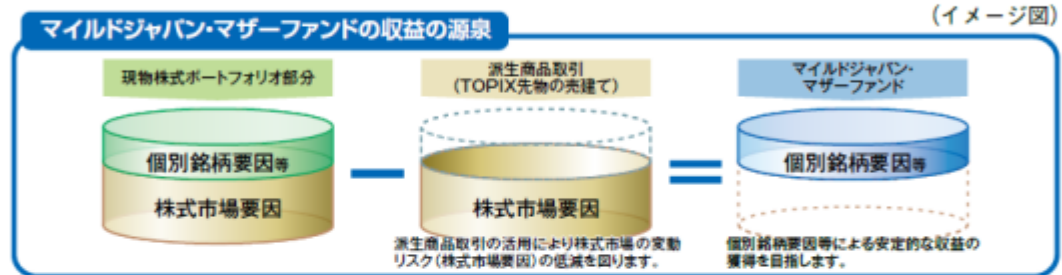 (イメージ図)
マイルドジャパン・マザーファンドの収益の源泉
現物株式ポートフォリオ部分
派生商品取引
(TOPIX先物の売建て)
マイルドジャパン・
マザーファンド
個別銘柄要因等
個別銘柄要因等
株式市場要因
株式市場要因
派生商品取引の活用により株式市場の変動
リスク(株式市場要因)の低減を図ります。
個別銘柄要因等による安定的な収益の
獲得を目指します。